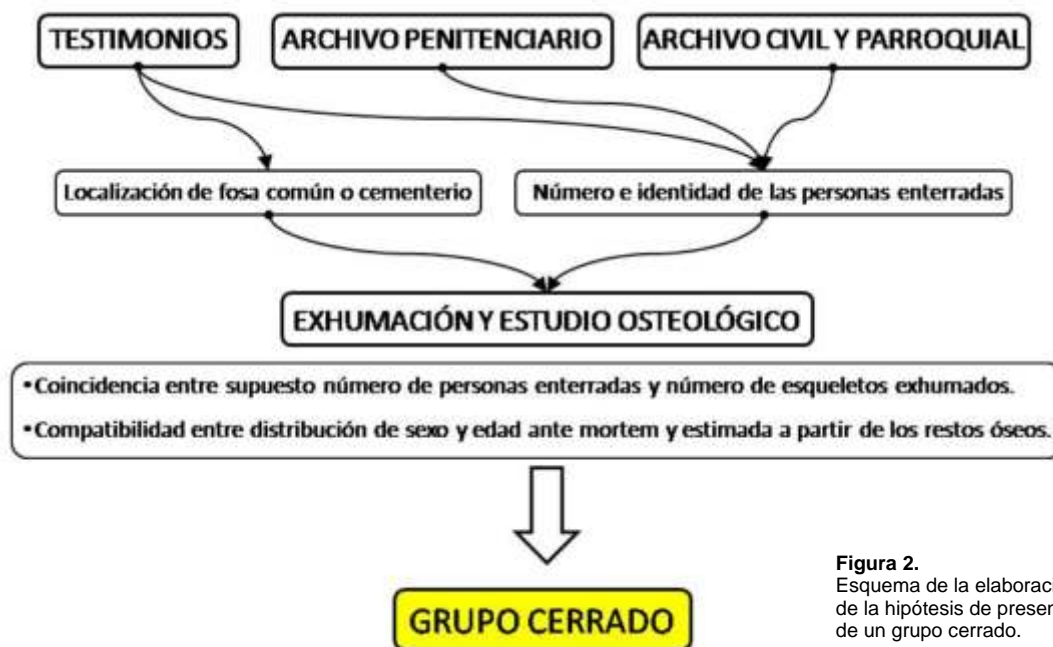 TESTIMONIOS
ARCHIVO PENITENCIARIO
ARCHIVO CIVIL Y PARROQUIAL
Localización de fosa común o cementerio
Número e identidad de las personas enterradas
EXHUMACIÓN Y ESTUDIO OSTEOLÓGICO
•Coincidencia entre supuesto número de personas enterradas y número de esqueletos exhumados.
•Compatibilidad entre distribución de sexo y edad ante mortem y estimada a partir de los restos óseos.
GRUPO CERRADO
Figura 2.
Esquema de la elaboraci
de la hipótesis de presen
de un grupo cerrado.